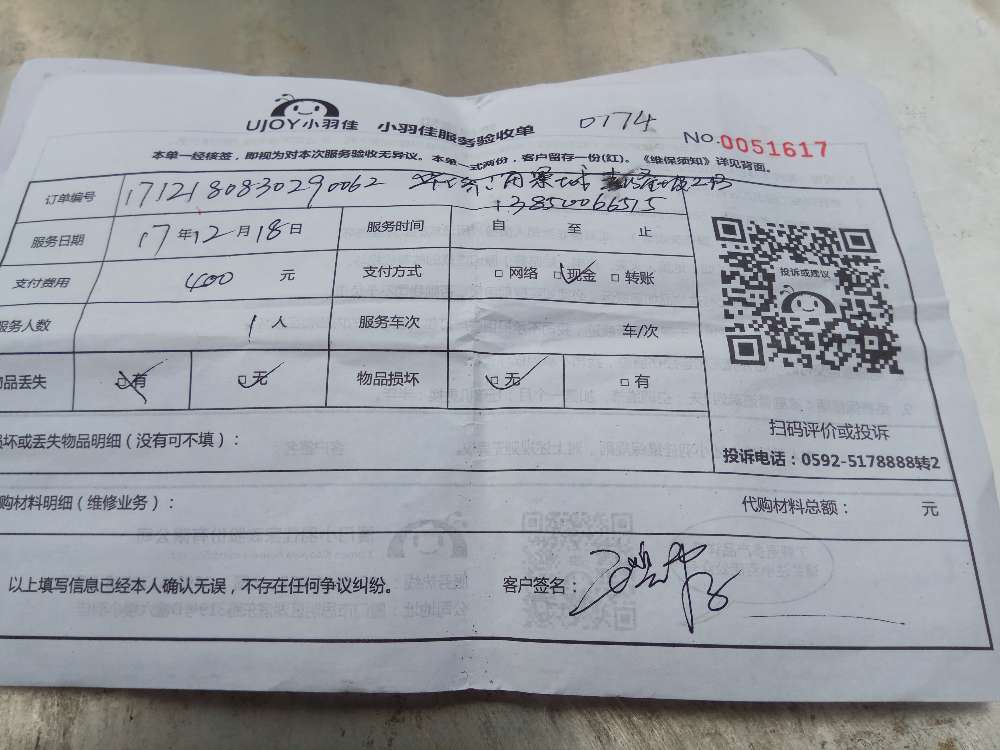 UJOY小羽佳 小羽佳服务验收单 0174 No.0051617
本单一经核签，即视为对本次服务验收无异议。本单一式两份，客户留存一份(红)。《维保须知》详见背面。
订单编号 171218083029 0062
13850066515
服务日期 17年12月18日 服务时间 自 至 止
支付费用 400 元 支付方式 □网络 □现金 □转账
投诉或建议
服务人数 1人 服务车次 车/次
物品丢失 □有 □无 物品损坏 □无 □有
扫码评价或投诉
损坏或丢失物品明细（没有可不填）：
投诉电话：0592-5178888转2
购材料明细（维修业务）： 代购材料总额： 元
以上填写信息已经本人确认无误，不存在任何争议纠纷。 客户签名：